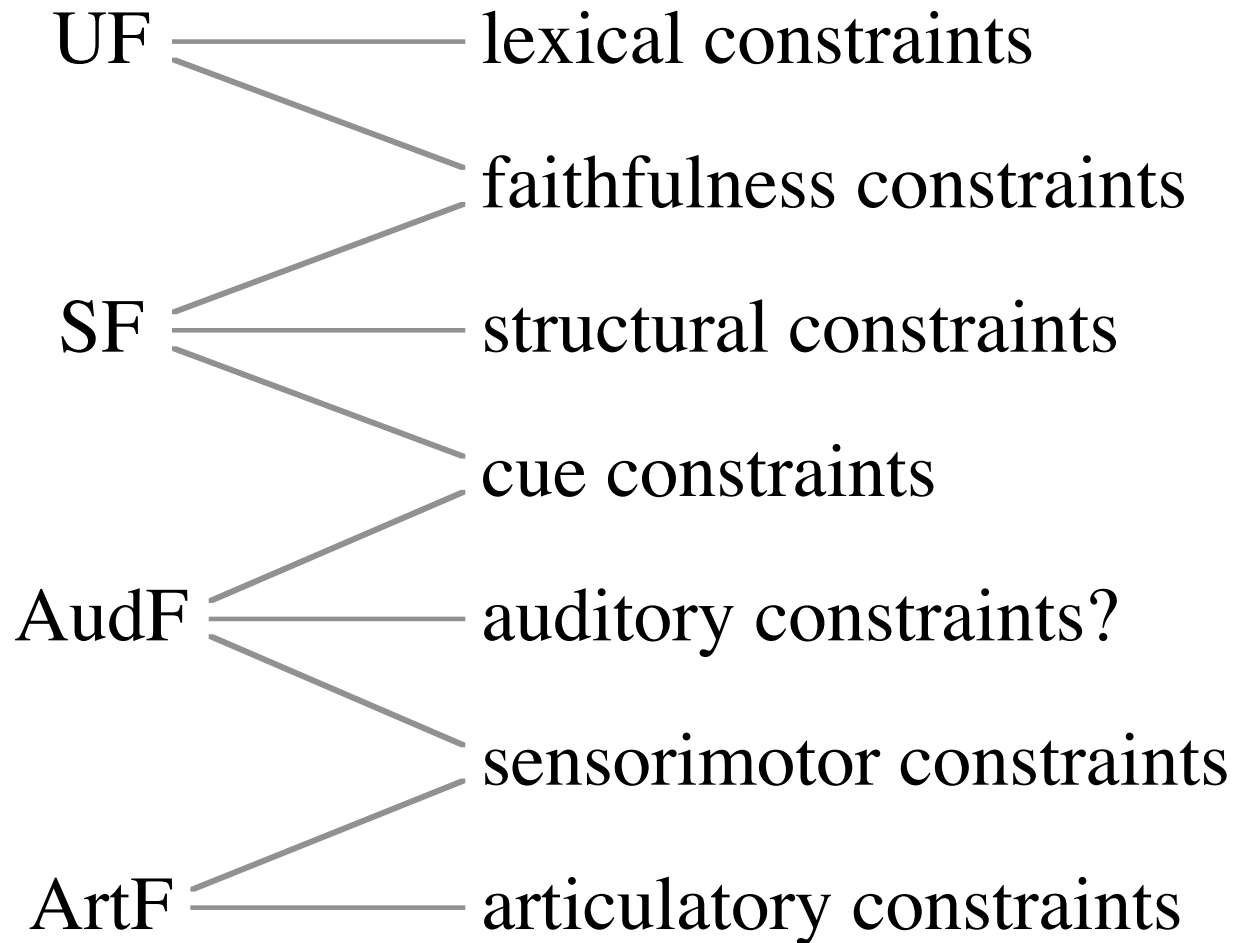 UF lexical constraints
faithfulness constraints
SF structural constraints
cue constraints
AudF auditory constraints?
sensorimotor constraints
ArtF articulatory constraints